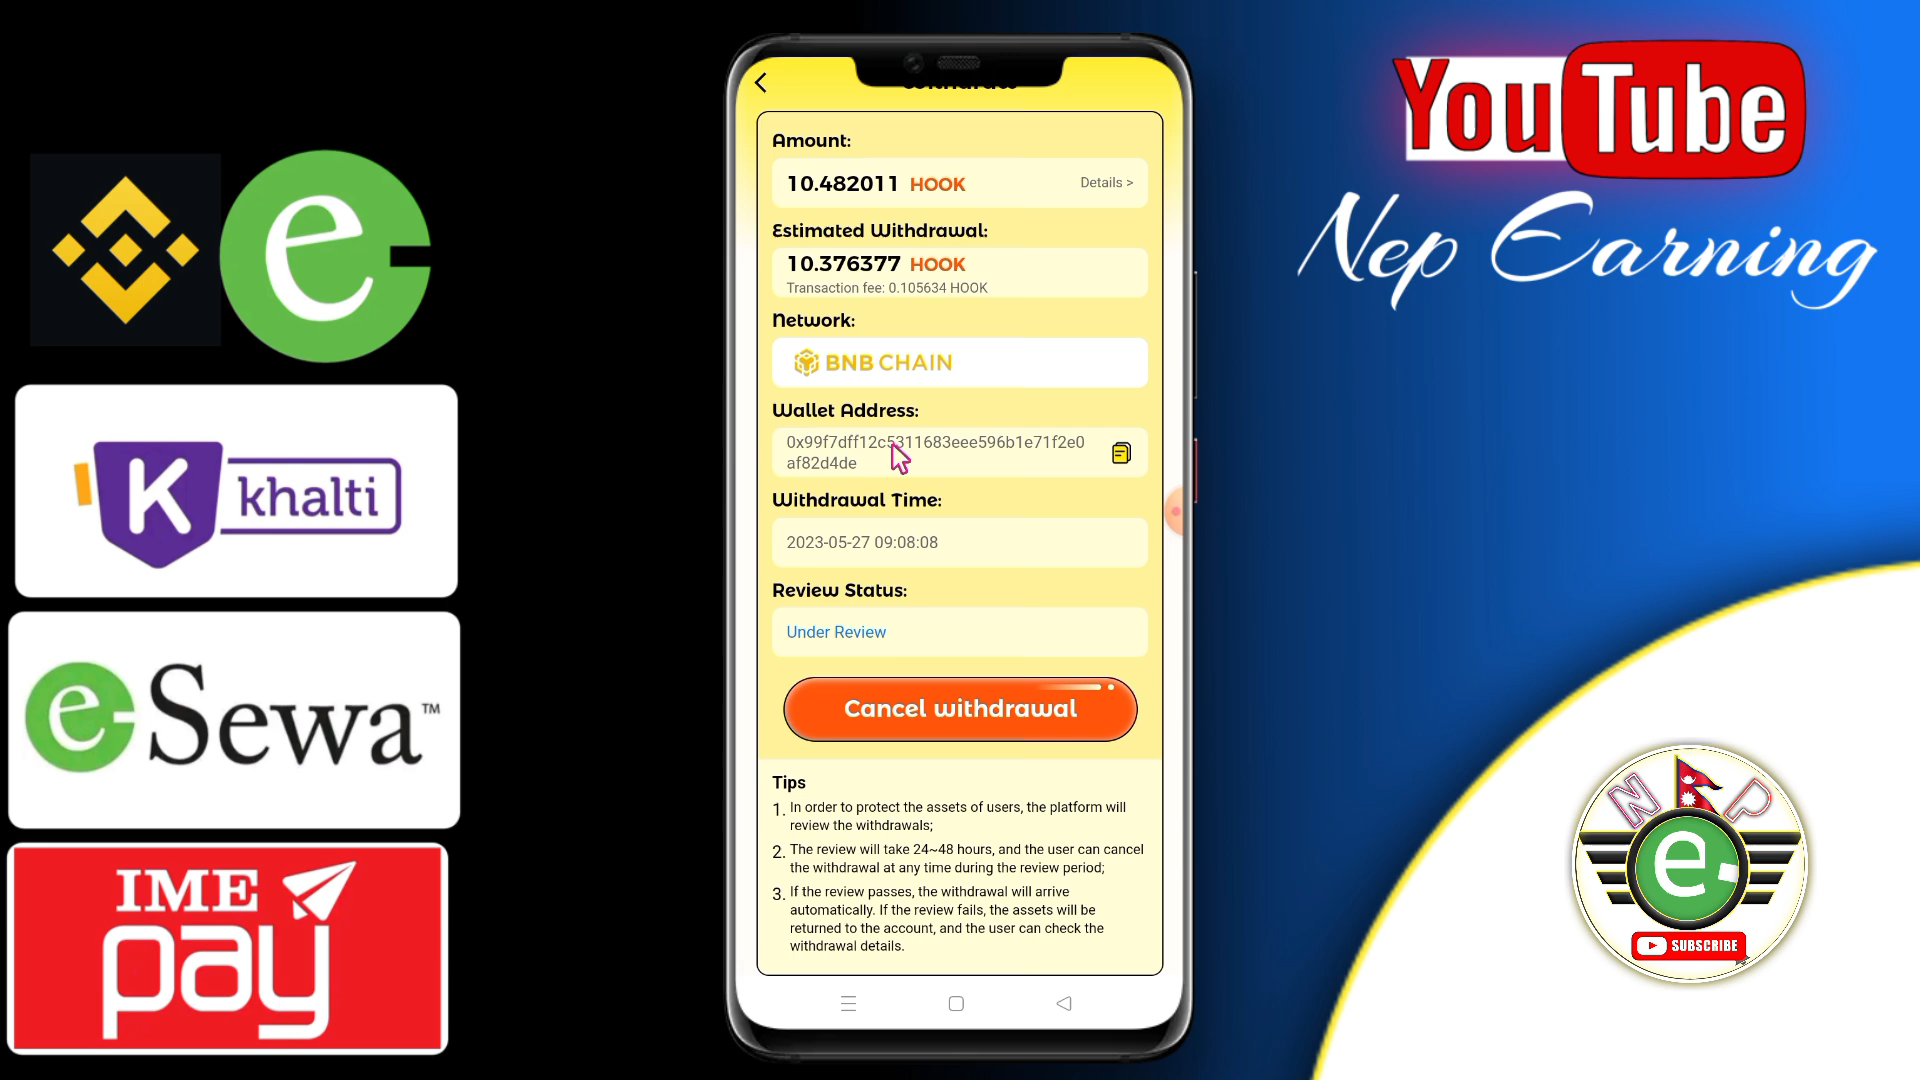 YouTube
Nep Earning
Withdraw
Amount:
10.482011 HOOK
Details >
Estimated Withdrawal:
10.376377 HOOK
Transaction fee: 0.105634 HOOK
Network:
BNB CHAIN
Wallet Address:
0x99f7dff12c5311683eee596b1e71f2e0
af82d4de
Withdrawal Time:
2023-05-27 09:08:08
Review Status:
Under Review
Cancel withdrawal
Tips
1. In order to protect the assets of users, the platform will
review the withdrawals;
2. The review will take 24~48 hours, and the user can cancel
the withdrawal at any time during the review period;
3. If the review passes, the withdrawal will arrive
automatically. If the review fails, the assets will be
returned to the account, and the user can check the
withdrawal details.
e
K khalti
eSewa™
IME
pay
N P
e
SUBSCRIBE